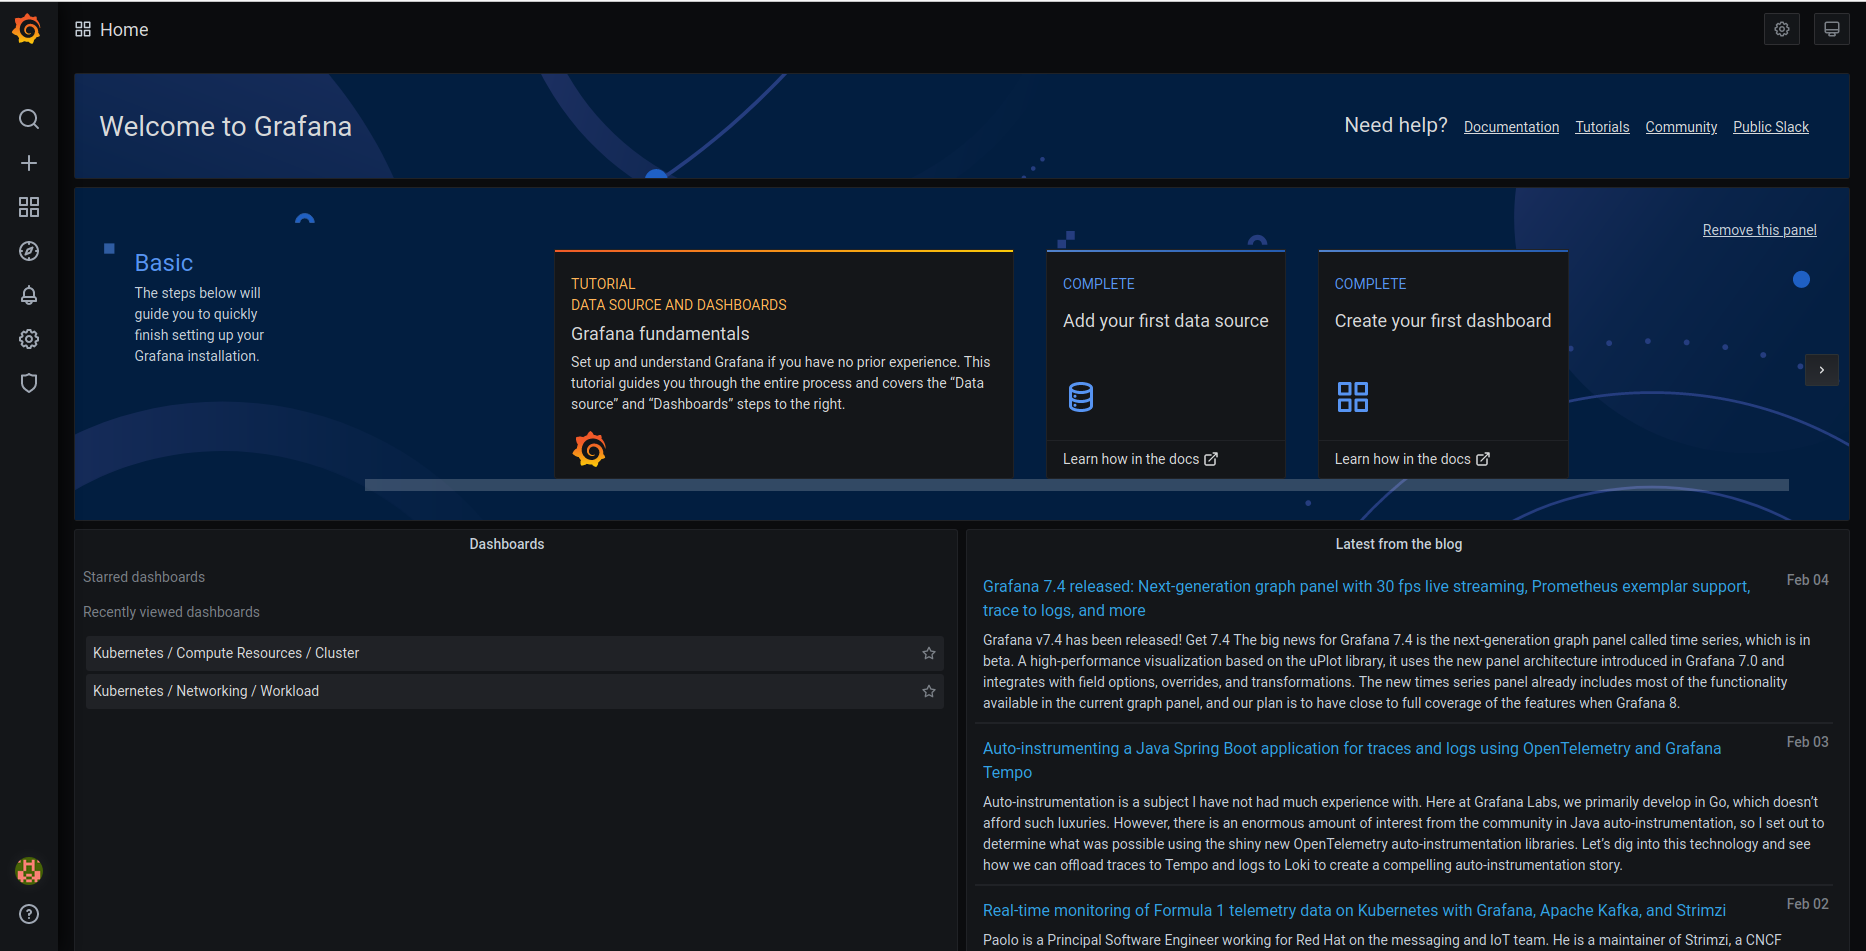 Home
Welcome to Grafana
Need help? Documentation Tutorials Community Public Slack
Remove this panel
Basic
The steps below will
guide you to quickly
finish setting up your
Grafana installation.
TUTORIAL
DATA SOURCE AND DASHBOARDS
Grafana fundamentals
Set up and understand Grafana if you have no prior experience. This
tutorial guides you through the entire process and covers the “Data
source” and “Dashboards” steps to the right.
COMPLETE
Add your first data source
Learn how in the docs
COMPLETE
Create your first dashboard
Learn how in the docs
Dashboards
Starred dashboards
Recently viewed dashboards
Kubernetes / Compute Resources / Cluster
Kubernetes / Networking / Workload
Latest from the blog
Grafana 7.4 released: Next-generation graph panel with 30 fps live streaming, Prometheus exemplar support,
trace to logs, and more
Feb 04
Grafana v7.4 has been released! Get 7.4 The big news for Grafana 7.4 is the next-generation graph panel called time series, which is in
beta. A high-performance visualization based on the uPlot library, it uses the new panel architecture introduced in Grafana 7.0 and
integrates with field options, overrides, and transformations. The new times series panel already includes most of the functionality
available in the current graph panel, and our plan is to have close to full coverage of the features when Grafana 8.
Auto-instrumenting a Java Spring Boot application for traces and logs using OpenTelemetry and Grafana
Tempo
Feb 03
Auto-instrumentation is a subject I have not had much experience with. Here at Grafana Labs, we primarily develop in Go, which doesn’t
afford such luxuries. However, there is an enormous amount of interest from the community in Java auto-instrumentation, so I set out to
determine what was possible using the shiny new OpenTelemetry auto-instrumentation libraries. Let’s dig into this technology and see
how we can offload traces to Tempo and logs to Loki to create a compelling auto-instrumentation story.
Real-time monitoring of Formula 1 telemetry data on Kubernetes with Grafana, Apache Kafka, and Strimzi
Feb 02
Paolo is a Principal Software Engineer working for Red Hat on the messaging and IoT team. He is a maintainer of Strimzi, a CNCF